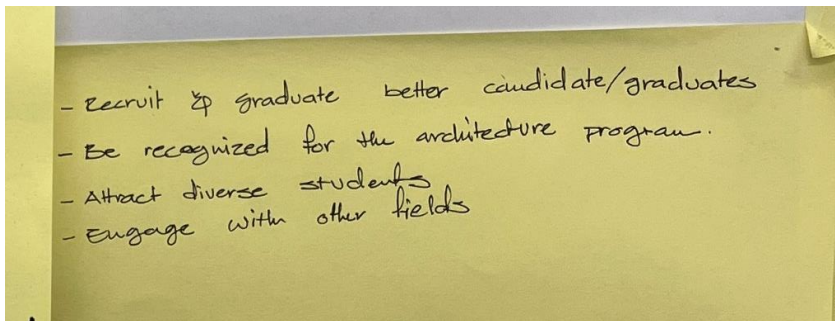 - Recruit & graduate better candidate/graduates
- Be recognized for the architecture program.
- Attract diverse students
- Engage with other fields